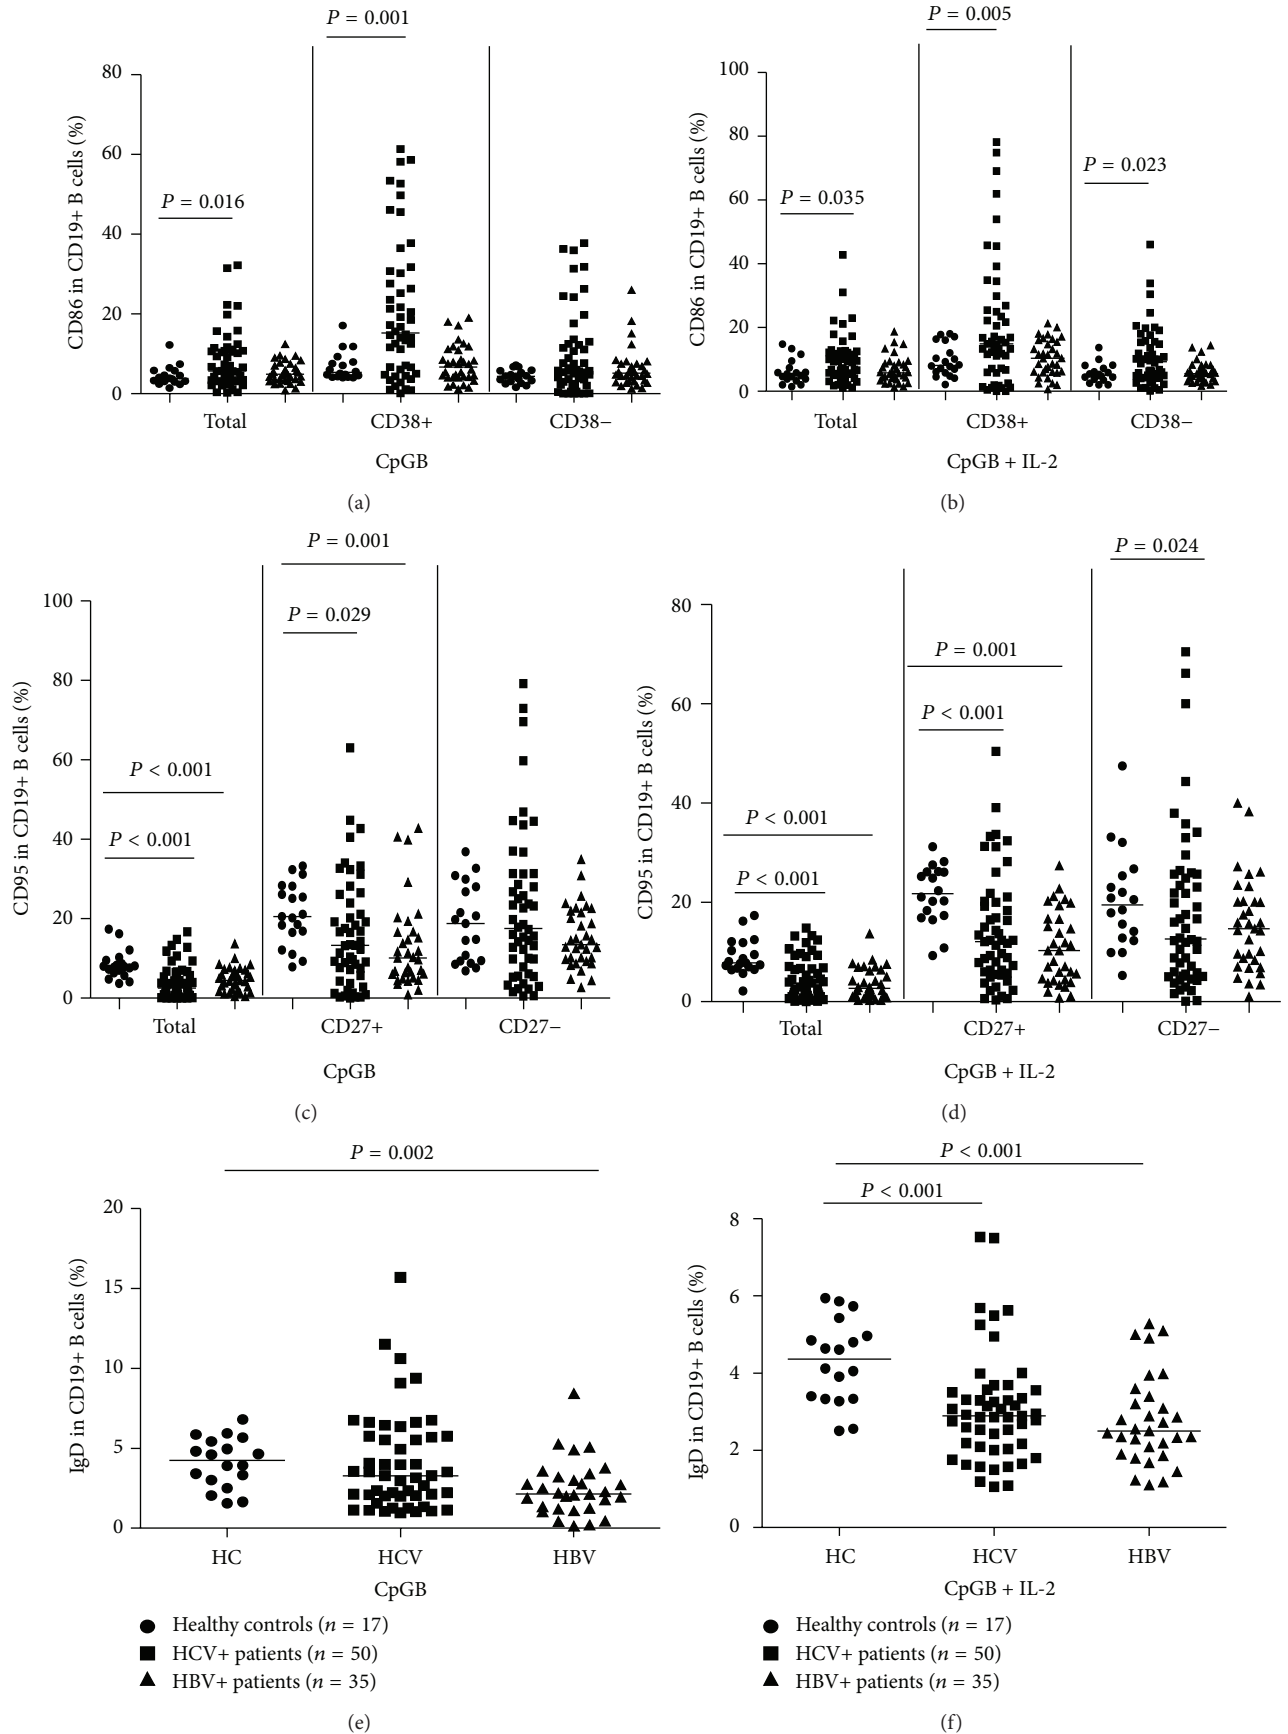 P = 0.001
P = 0.016
80
60
40
20
0
CD86 in CD19+ B cells (%)
Total
CD38+
CD38−
CpGB
(a)
P = 0.005
P = 0.035
P = 0.023
100
80
60
40
20
0
CD86 in CD19+ B cells (%)
Total
CD38+
CD38−
CpGB + IL-2
(b)
P = 0.001
P = 0.029
P < 0.001
P < 0.001
100
80
60
40
20
0
CD95 in CD19+ B cells (%)
Total
CD27+
CD27−
CpGB
(c)
P = 0.024
P = 0.001
P < 0.001
P < 0.001
P < 0.001
80
60
40
20
0
CD95 in CD19+ B cells (%)
Total
CD27+
CD27−
CpGB + IL-2
(d)
P = 0.002
20
15
10
5
0
IgD in CD19+ B cells (%)
HC
HCV
HBV
CpGB
Healthy controls (n = 17)
HCV+ patients (n = 50)
HBV+ patients (n = 35)
(e)
P < 0.001
P < 0.001
8
6
4
2
0
IgD in CD19+ B cells (%)
HC
HCV
HBV
CpGB + IL-2
Healthy controls (n = 17)
HCV+ patients (n = 50)
HBV+ patients (n = 35)
(f)